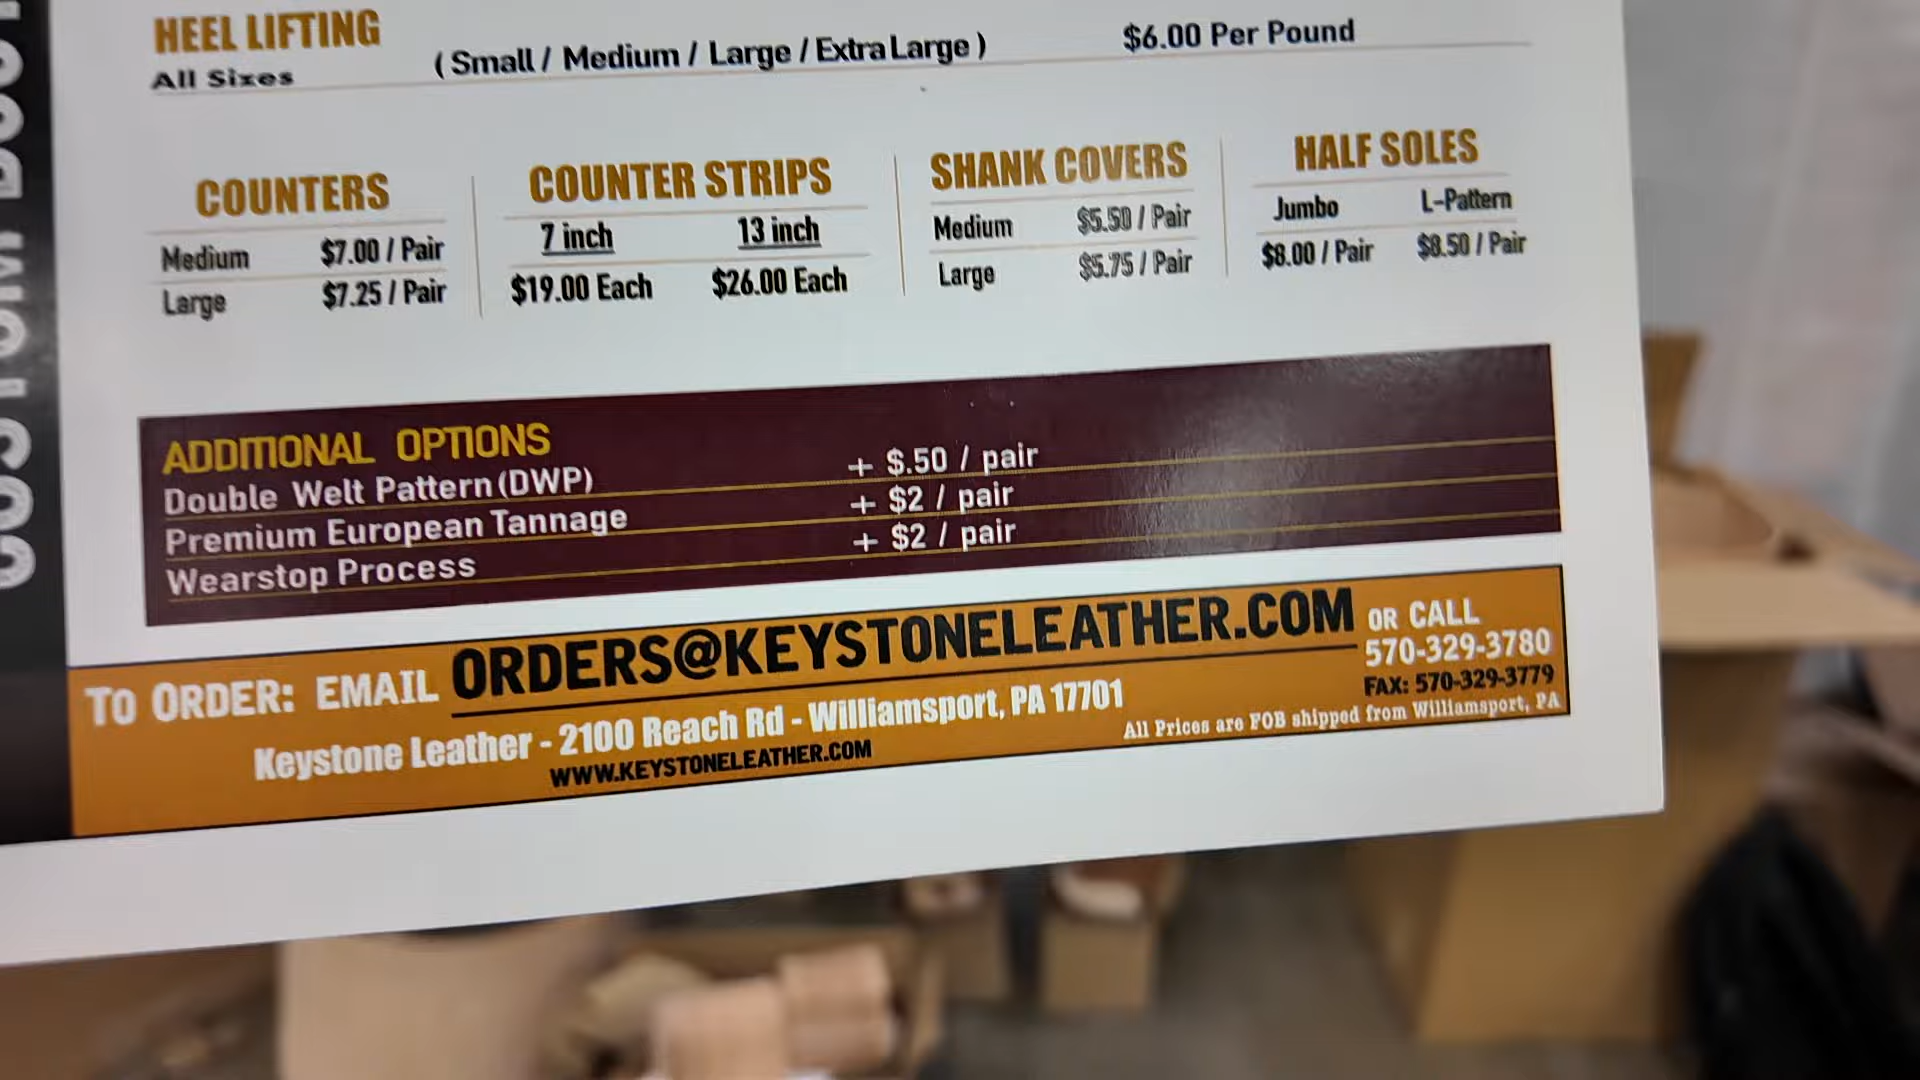 HEEL LIFTING
All Sizes
( Small / Medium / Large / Extra Large )
$6.00 Per Pound
COUNTERS
Medium $7.00 / Pair
Large $7.25 / Pair
COUNTER STRIPS
7 inch 13 inch
$19.00 Each $26.00 Each
SHANK COVERS
Medium $5.50 / Pair
Large $5.75 / Pair
HALF SOLES
Jumbo L-Pattern
$8.00 / Pair $8.50 / Pair
ADDITIONAL OPTIONS
Double Welt Pattern (DWP) + $.50 / pair
Premium European Tannage + $2 / pair
Wearstop Process + $2 / pair
TO ORDER: EMAIL ORDERS@KEYSTONELEATHER.COM OR CALL
570-329-3780
FAX: 570-329-3779
Keystone Leather - 2100 Reach Rd - Williamsport, PA 17701
All Prices are FOB shipped from Williamsport, PA
WWW.KEYSTONELEATHER.COM
CUSTOM